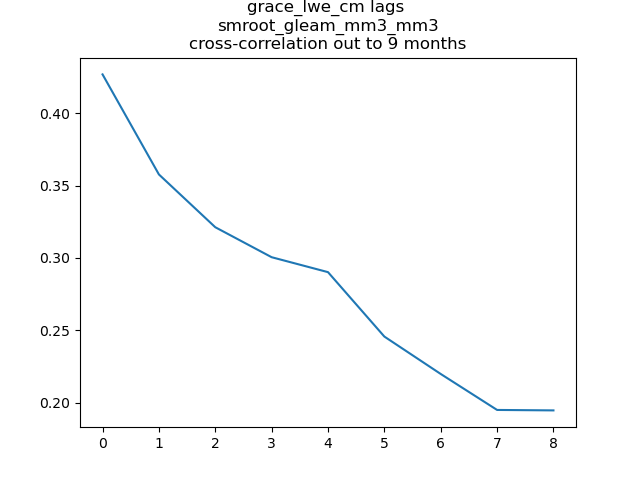 grace_lwe_cm lags
smroot_gleam_mm3_mm3
cross-correlation out to 9 months
0.40
0.35
0.30
0.25
0.20
0 1 2 3 4 5 6 7 8